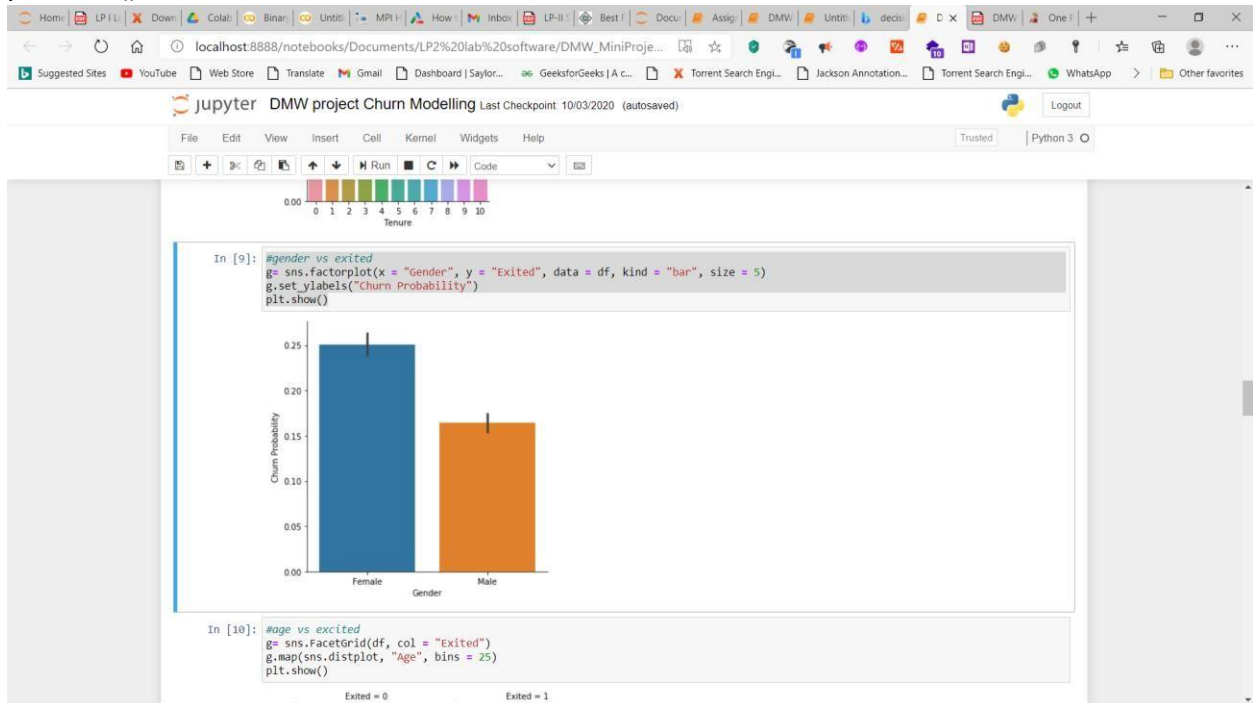 Home LP I L Down Colab Binar Untitl MPI H How t Inbox LP-II S Best F Docu Assig DMW Untitl decisi D DMW One P
localhost:8888/notebooks/Documents/LP2%20lab%20software/DMW_MiniProje...
10
Suggested Sites YouTube Web Store Translate Gmail Dashboard | Saylor... GeeksforGeeks | A c... Torrent Search Engi... Jackson Annotation... Torrent Search Engi... WhatsApp Other favorites
jupyter DMW project Churn Modelling Last Checkpoint: 10/03/2020 (autosaved) Logout
File Edit View Insert Cell Kernel Widgets Help Trusted Python 3
Run Code
0.00
0 1 2 3 4 5 6 7 8 9 10
Tenure
In [9]: #gender vs exited
g= sns.factorplot(x = "Gender", y = "Exited", data = df, kind = "bar", size = 5)
g.set_ylabels("Churn Probability")
plt.show()
0.25
0.20
0.15
0.10
0.05
0.00
Churn Probability
Female Male
Gender
In [10]: #age vs excited
g= sns.FacetGrid(df, col = "Exited")
g.map(sns.distplot, "Age", bins = 25)
plt.show()
Exited = 0 Exited = 1